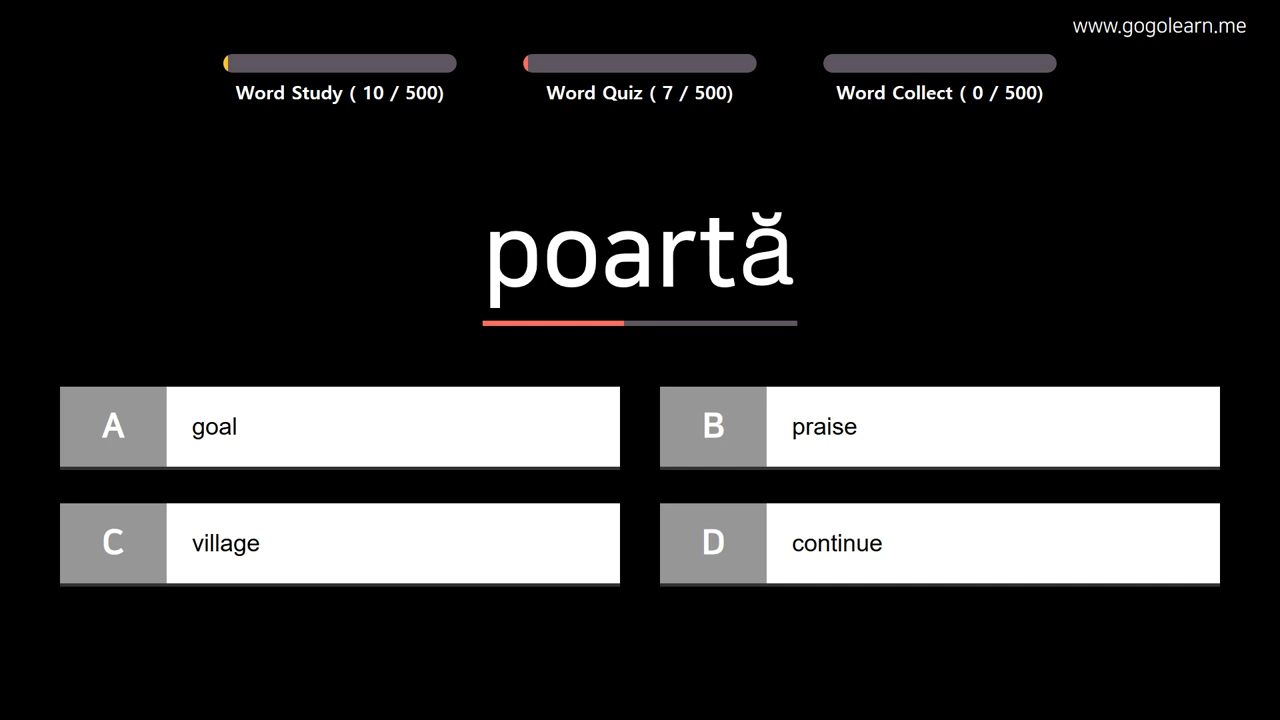 www.gogolearn.me
Word Study ( 10 / 500)
Word Quiz ( 7 / 500)
Word Collect ( 0 / 500)
poartă
A goal
B praise
C village
D continue